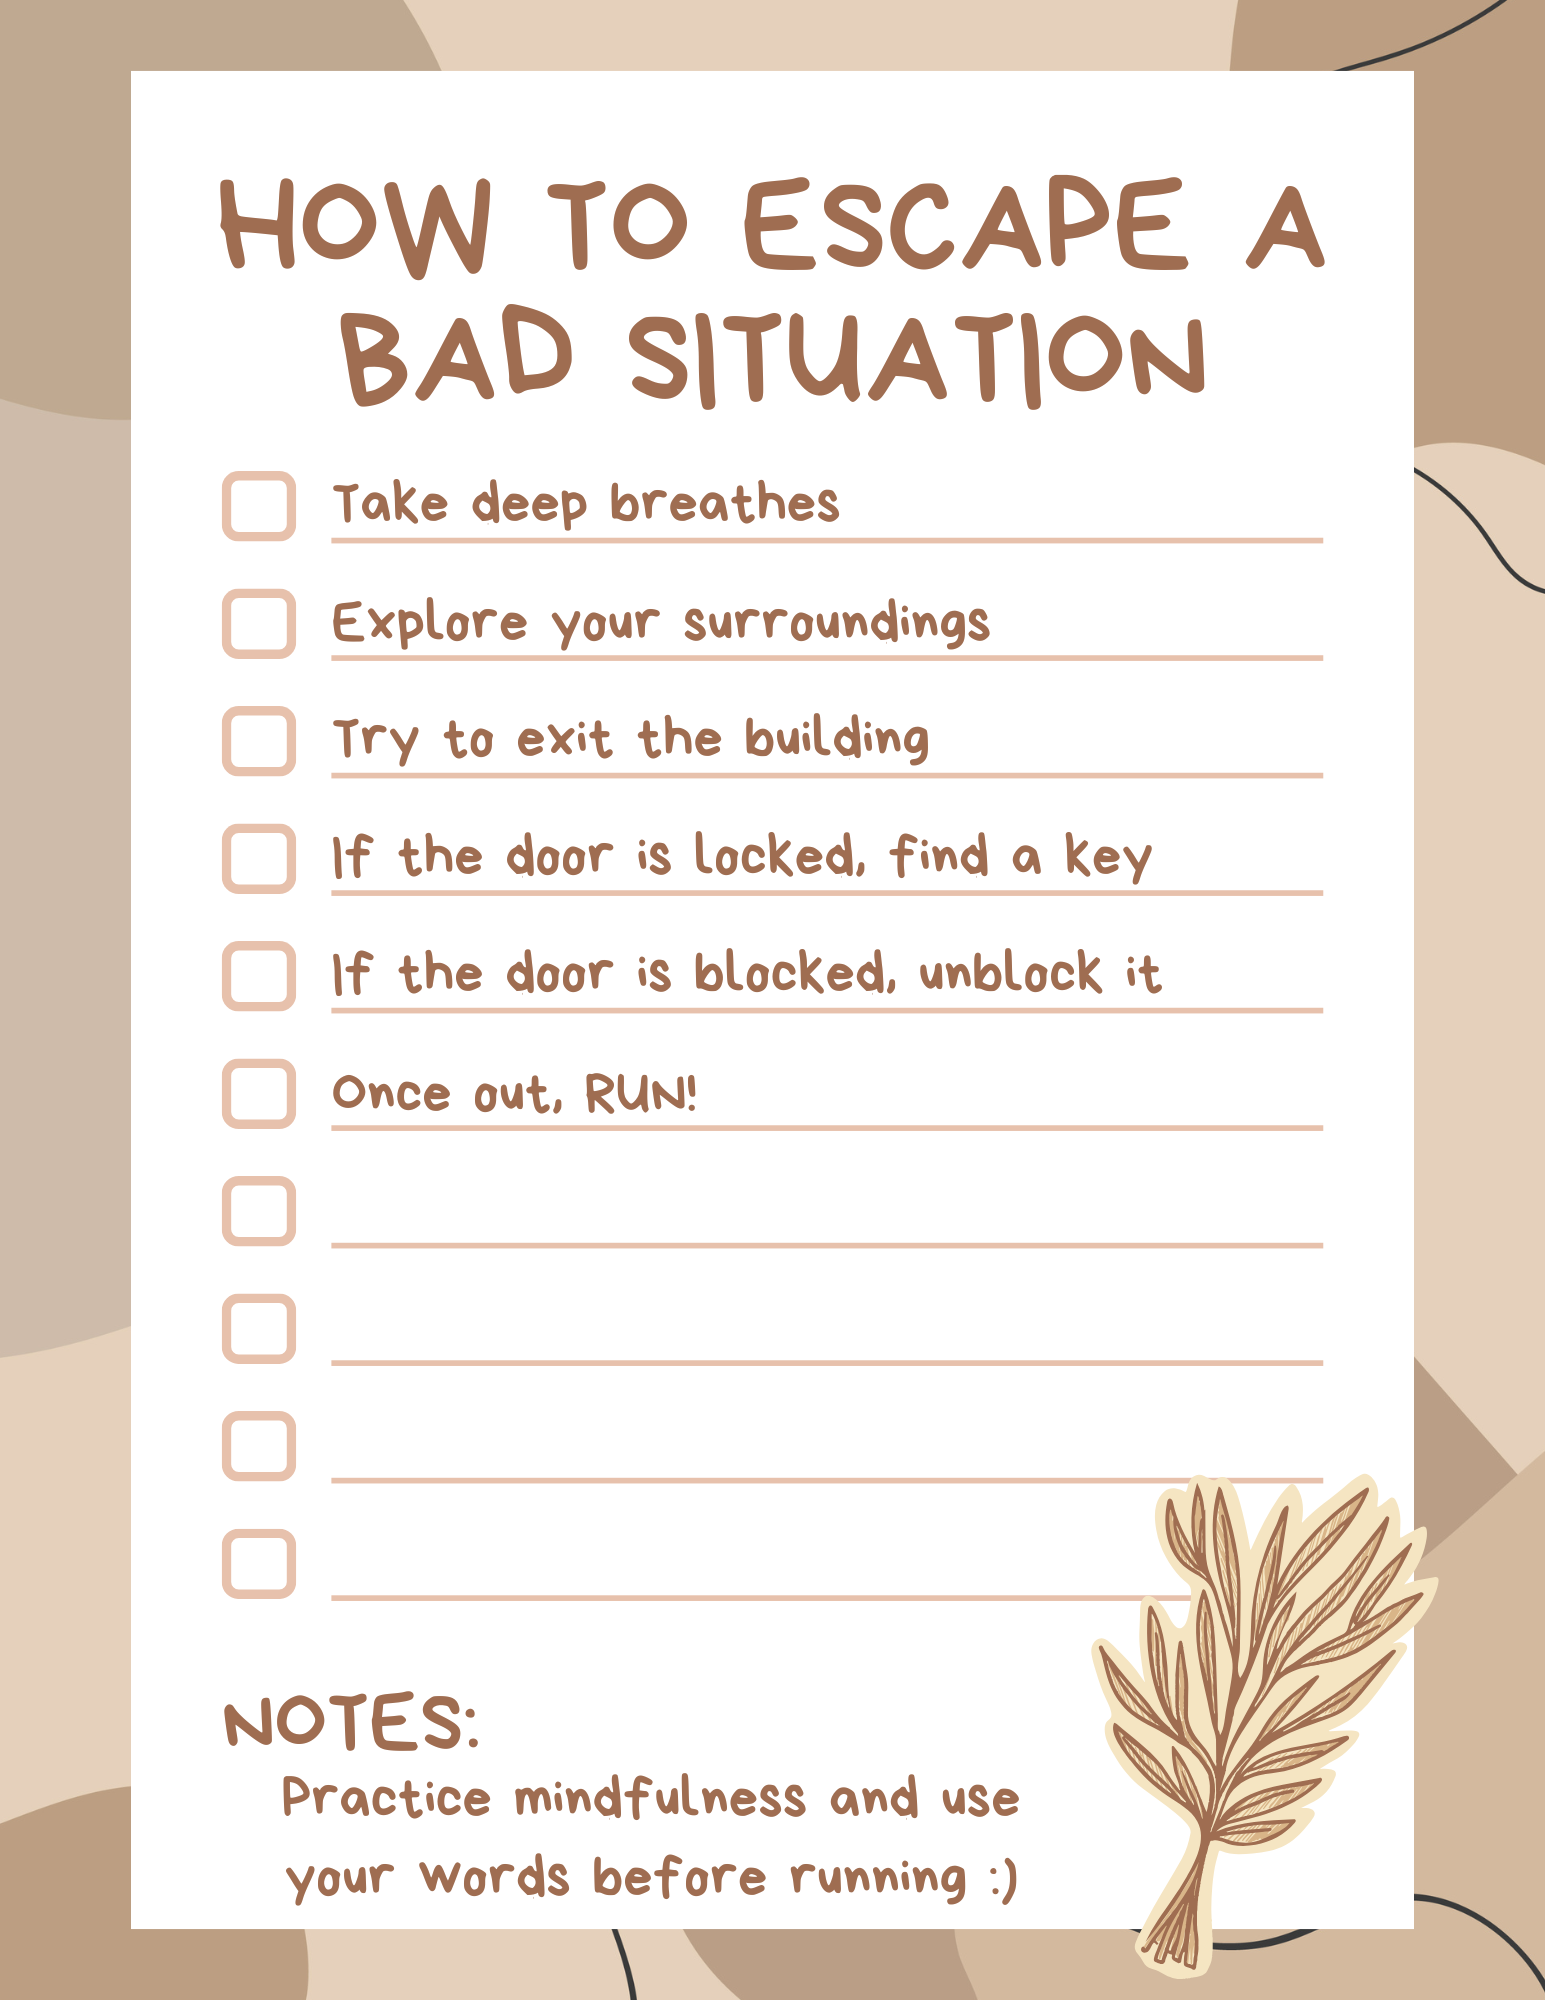 HOW TO ESCAPE A
BAD SITUATION
Take deep breathes
Explore your surroundings
Try to exit the building
If the door is locked, find a key
If the door is blocked, unblock it
Once out, RUN!
NOTES:
Practice mindfulness and use
your words before running :)